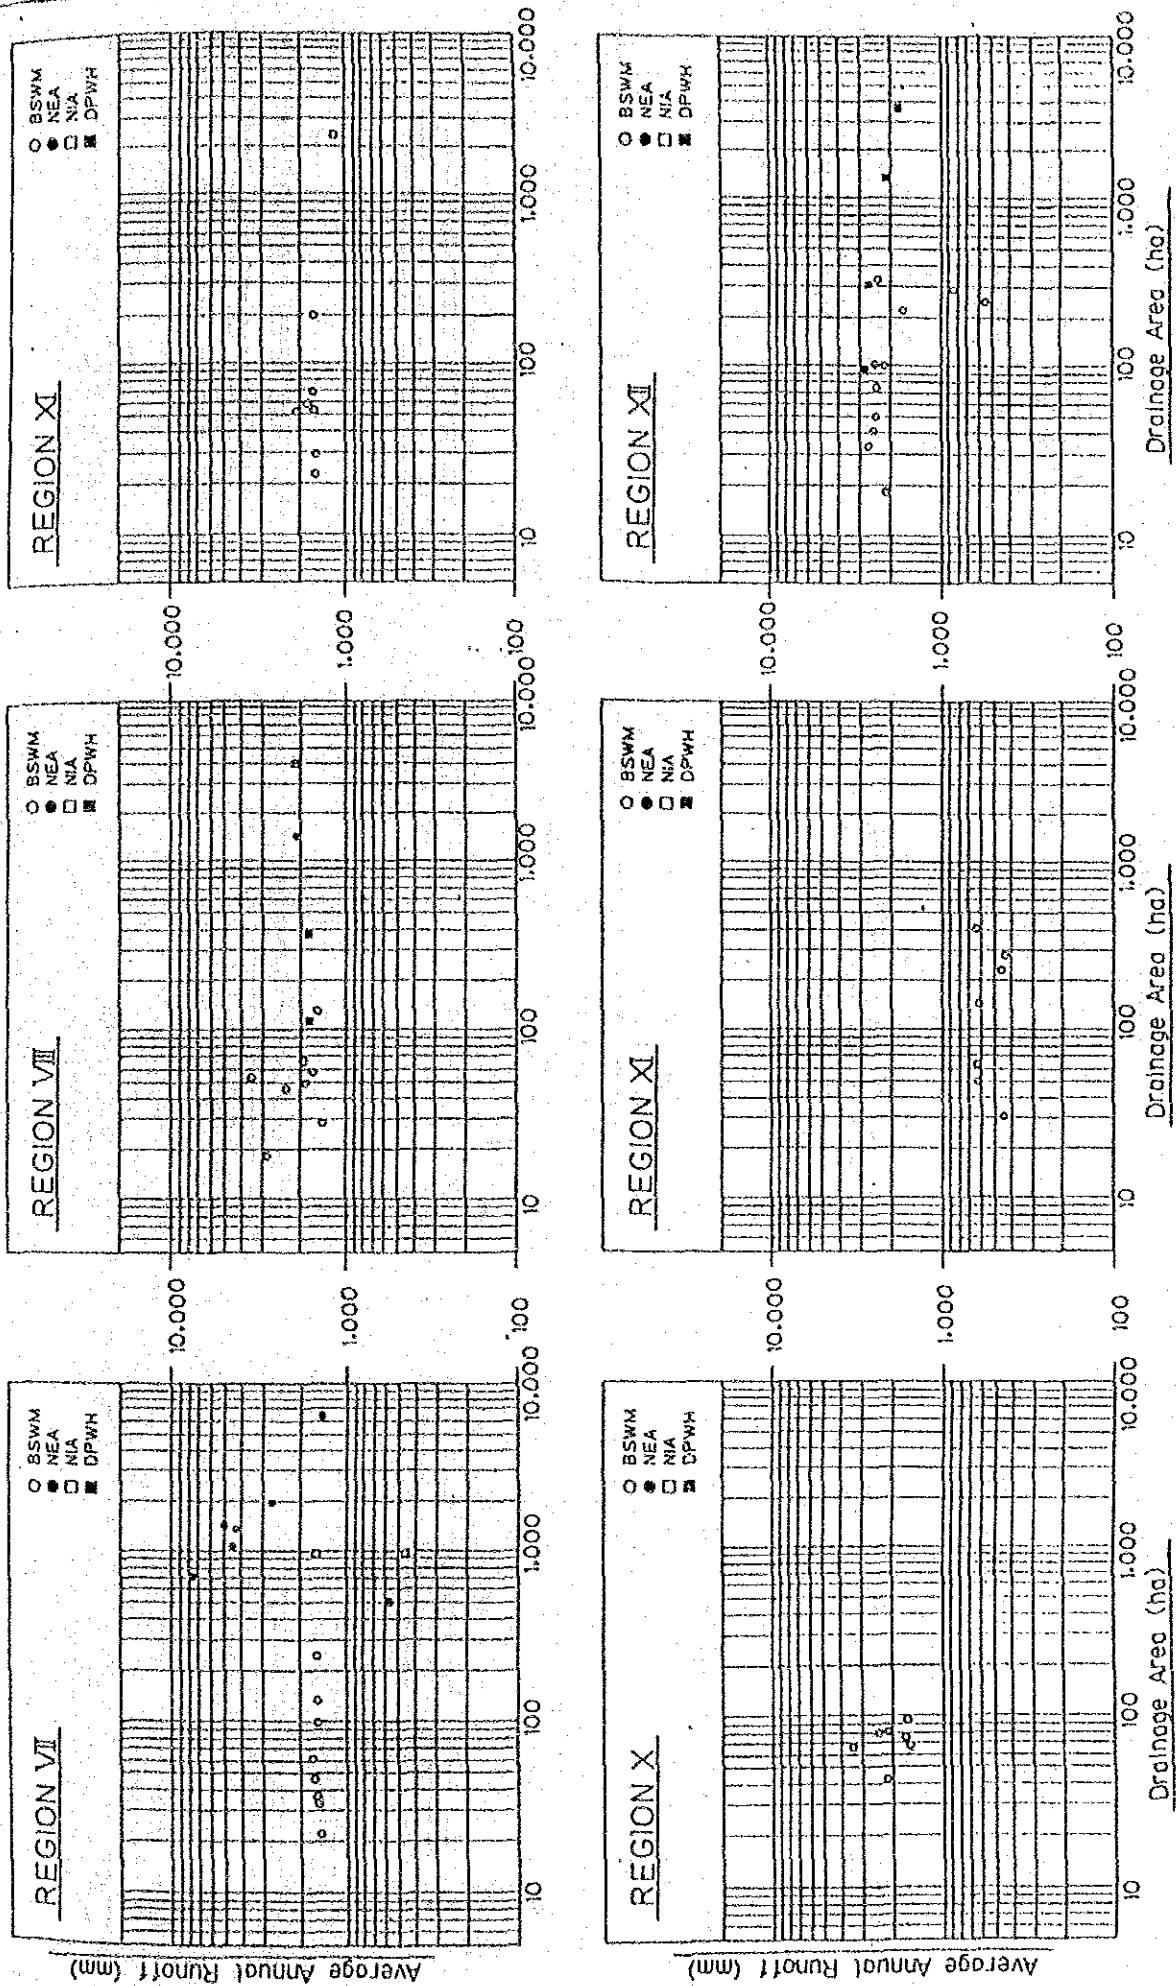 REGION VII
○ BSWM
● NEA
□ NIA
■ DPWH
Average Annual Runoff (mm)
10.000
1.000
100
10
100
1.000
10.000
REGION VIII
○ BSWM
● NEA
□ NIA
■ DPWH
10.000
1.000
100
10
100
1.000
10.000
REGION XI
○ BSWM
● NEA
□ NIA
■ DPWH
10.000
1.000
100
10
100
1.000
10.000
REGION X
○ BSWM
● NEA
□ NIA
■ DPWH
Average Annual Runoff (mm)
10.000
1.000
100
10
100
1.000
10.000
Drainage Area (ha)
REGION XI
○ BSWM
● NEA
□ NIA
■ DPWH
10.000
1.000
100
10
100
1.000
10.000
Drainage Area (ha)
REGION XII
○ BSWM
● NEA
□ NIA
■ DPWH
10
100
1.000
10.000
Drainage Area (ha)